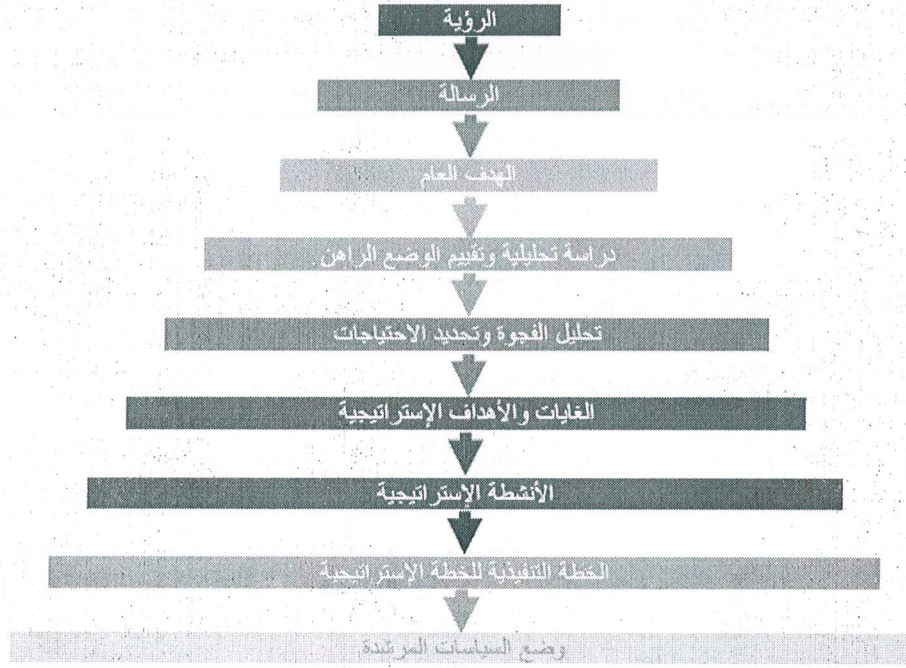 الرؤية
الرسالة
الهدف العام
دراسة تحليلية وتقييم الوضع الراهن
تحليل الفجوة وتحديد الاحتياجات
الغايات والأهداف الإستراتيجية
الأنشطة الإستراتيجية
الخطة التنفيذية للخطة الإستراتيجية
وضع السياسات المرشدة